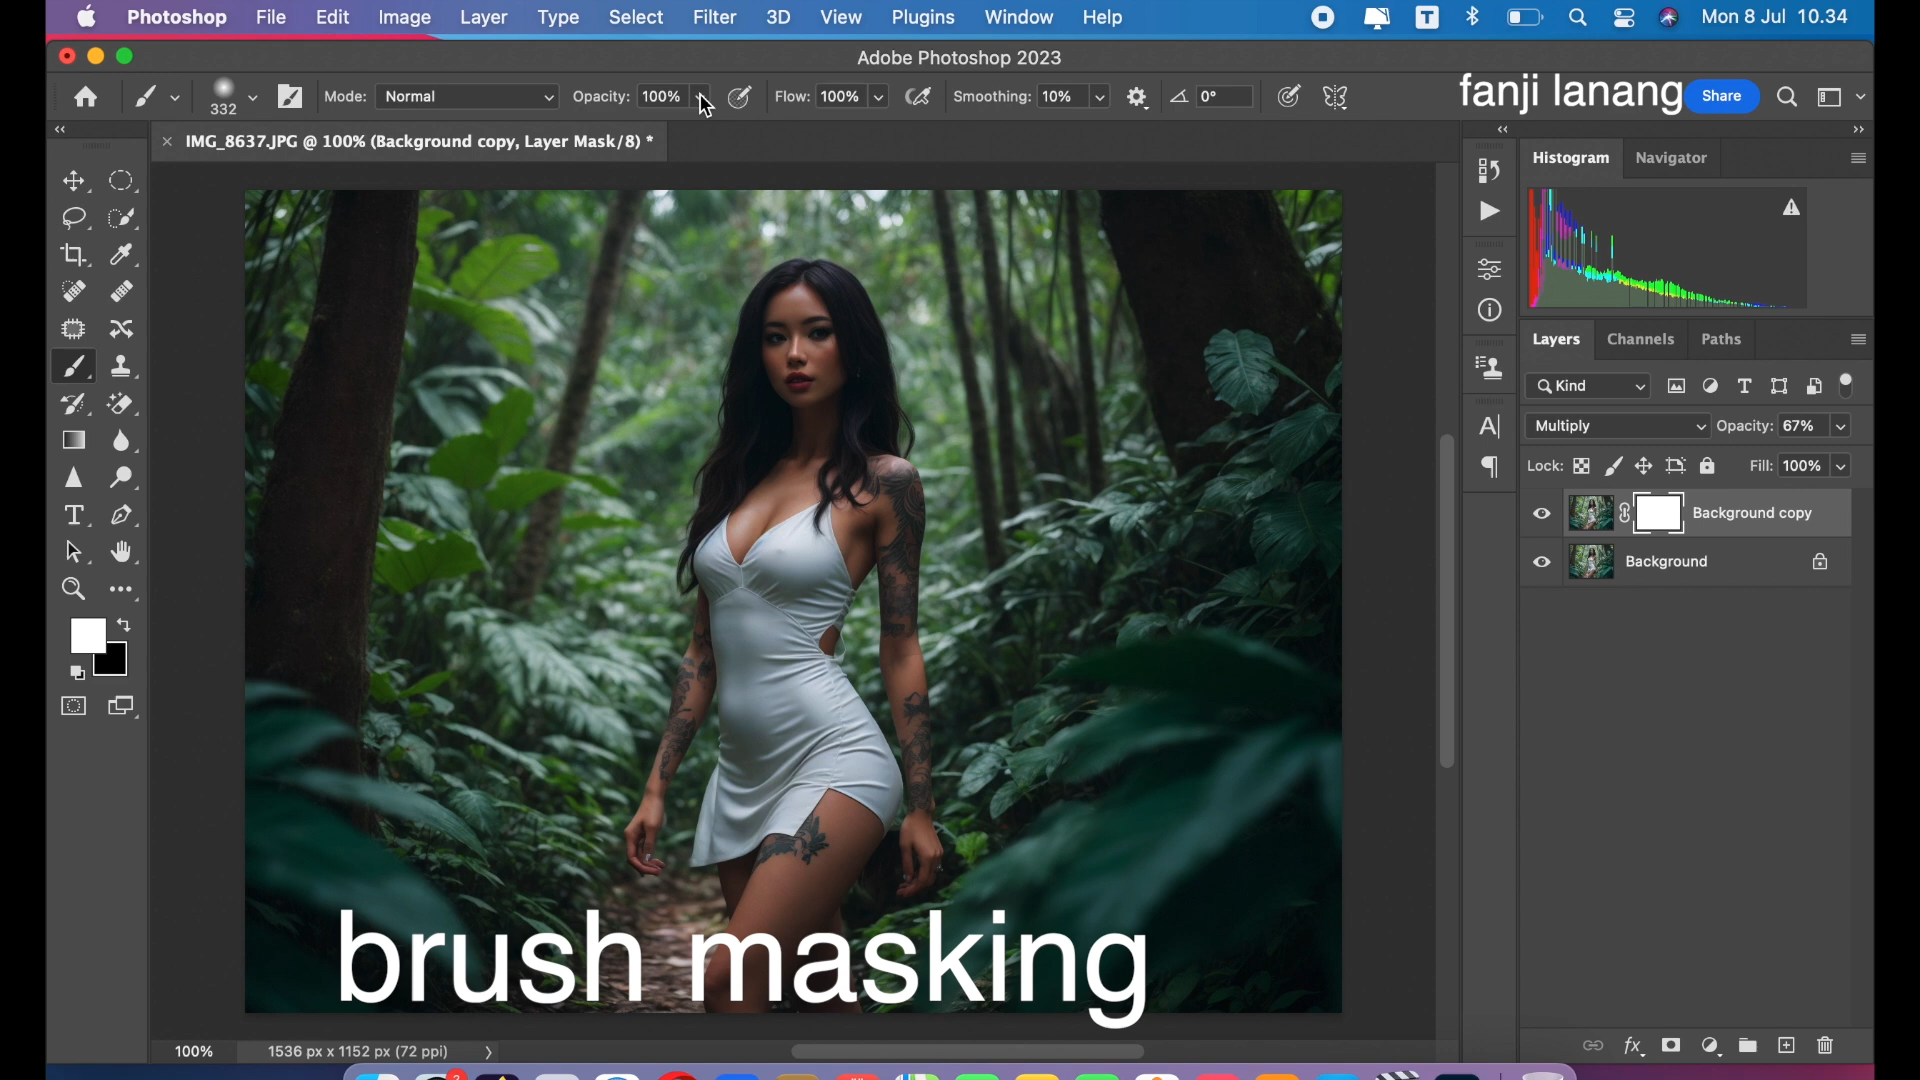 Photoshop File Edit Image Layer Type Select Filter 3D View Plugins Window Help T Mon 8 Jul 10.34
Adobe Photoshop 2023
332 Mode: Normal Opacity: 100% Flow: 100% Smoothing: 10% 0° fanji lanang Share
IMG_8637.JPG @ 100% (Background copy, Layer Mask/8) *
Histogram Navigator
Layers Channels Paths
Kind
Multiply Opacity: 67%
Lock: Fill: 100%
Background copy
Background
brush masking
100% 1536 px x 1152 px (72 ppi)
fx
2